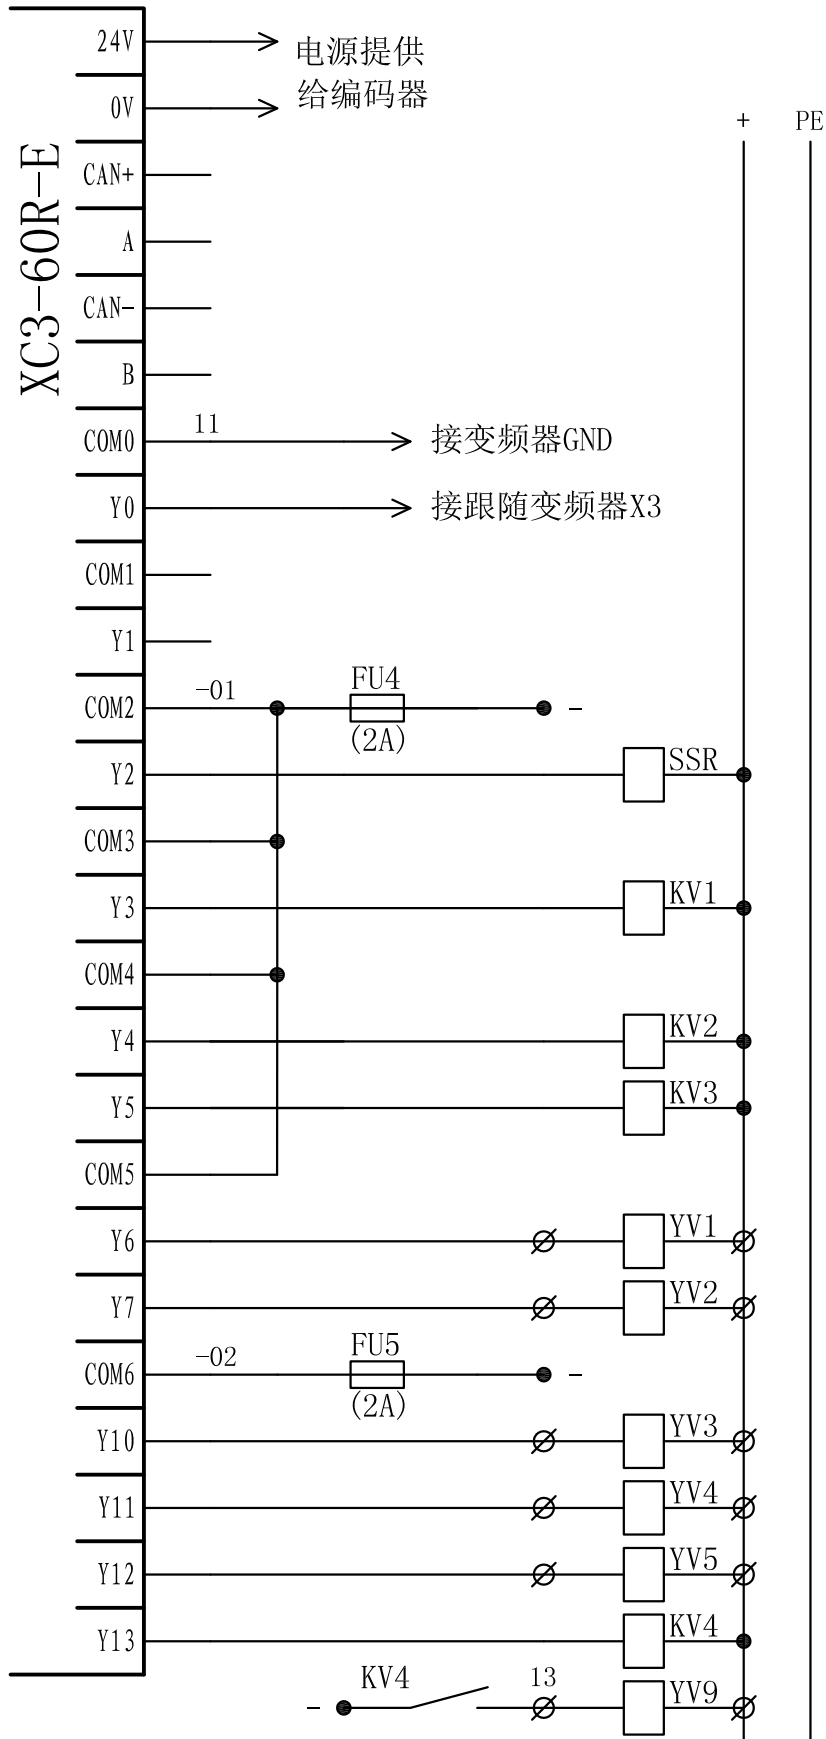 XC3-60R-E
24V
电源提供
给编码器
0V
+
PE
CAN+
A
CAN-
B
COM0
11
接变频器GND
Y0
接跟随变频器X3
COM1
Y1
COM2
-01
FU4
(2A)
-
Y2
SSR
COM3
Y3
KV1
COM4
Y4
KV2
Y5
KV3
COM5
Y6
YV1
Y7
YV2
COM6
-02
FU5
(2A)
-
Y10
YV3
Y11
YV4
Y12
YV5
Y13
KV4
-
KV4
13
YV9